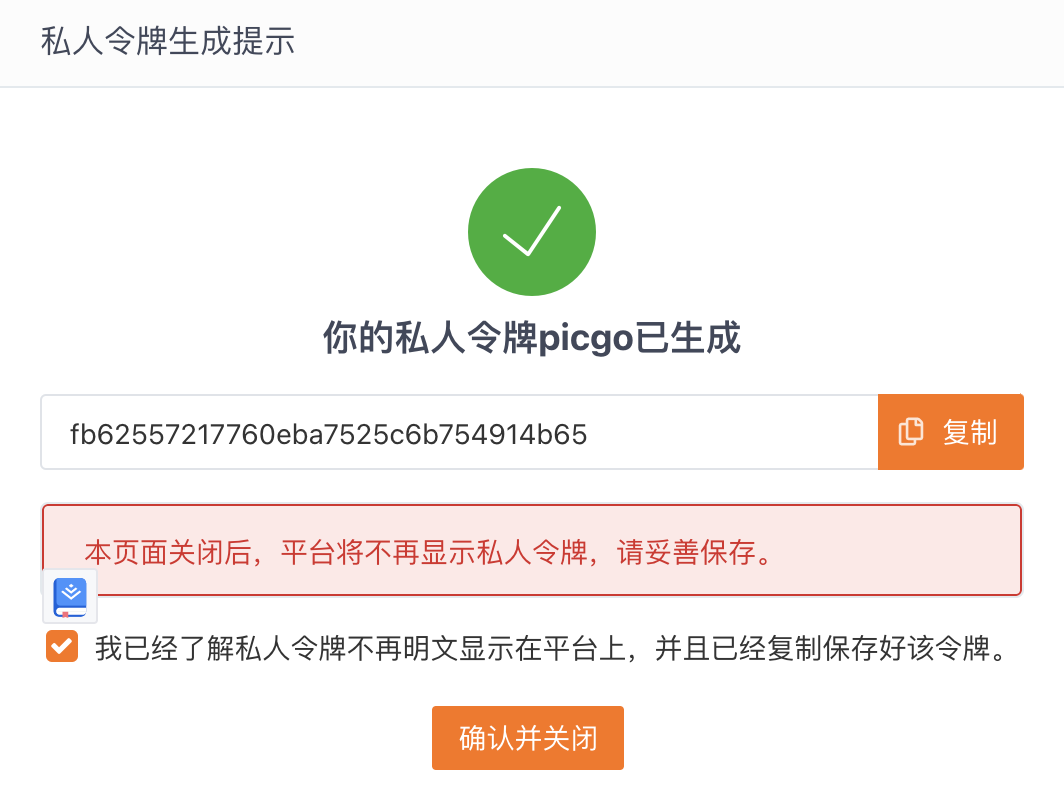 私人令牌生成提示
你的私人令牌picgo已生成
fb62557217760eba7525c6b754914b65
复制
本页面关闭后，平台将不再显示私人令牌，请妥善保存。
我已经了解私人令牌不再明文显示在平台上，并且已经复制保存好该令牌。
确认并关闭